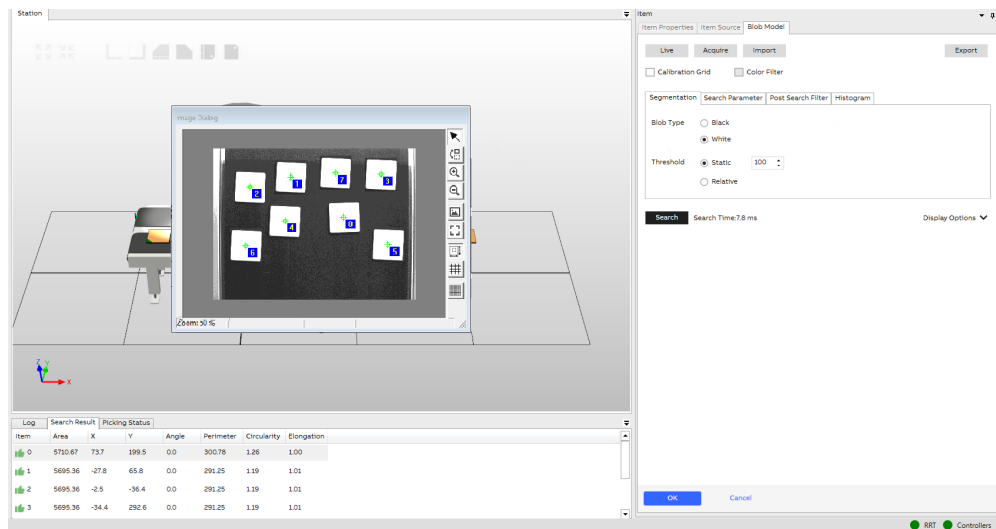 Station
Item
Item Properties Item Source Blob Model
Live Acquire Import Export
Calibration Grid Color Filter
Segmentation Search Parameter Post Search Filter Histogram
Blob Type Black
White
Threshold Static 100
Relative
Search Search Time:7.8 ms Display Options
Image Dialog
1 7 3
2
4 0
6 5
Zoom: 50 %
Z Y
X
Log Search Result Picking Status
Item Area X Y Angle Perimeter Circularity Elongation
0 5710.67 73.7 199.5 0.0 300.78 1.26 1.00
1 5695.36 -27.8 65.8 0.0 291.25 1.19 1.01
2 5695.36 -2.5 -36.4 0.0 291.25 1.19 1.01
3 5695.36 -34.4 292.6 0.0 291.25 1.19 1.01
OK Cancel
RRT Controllers